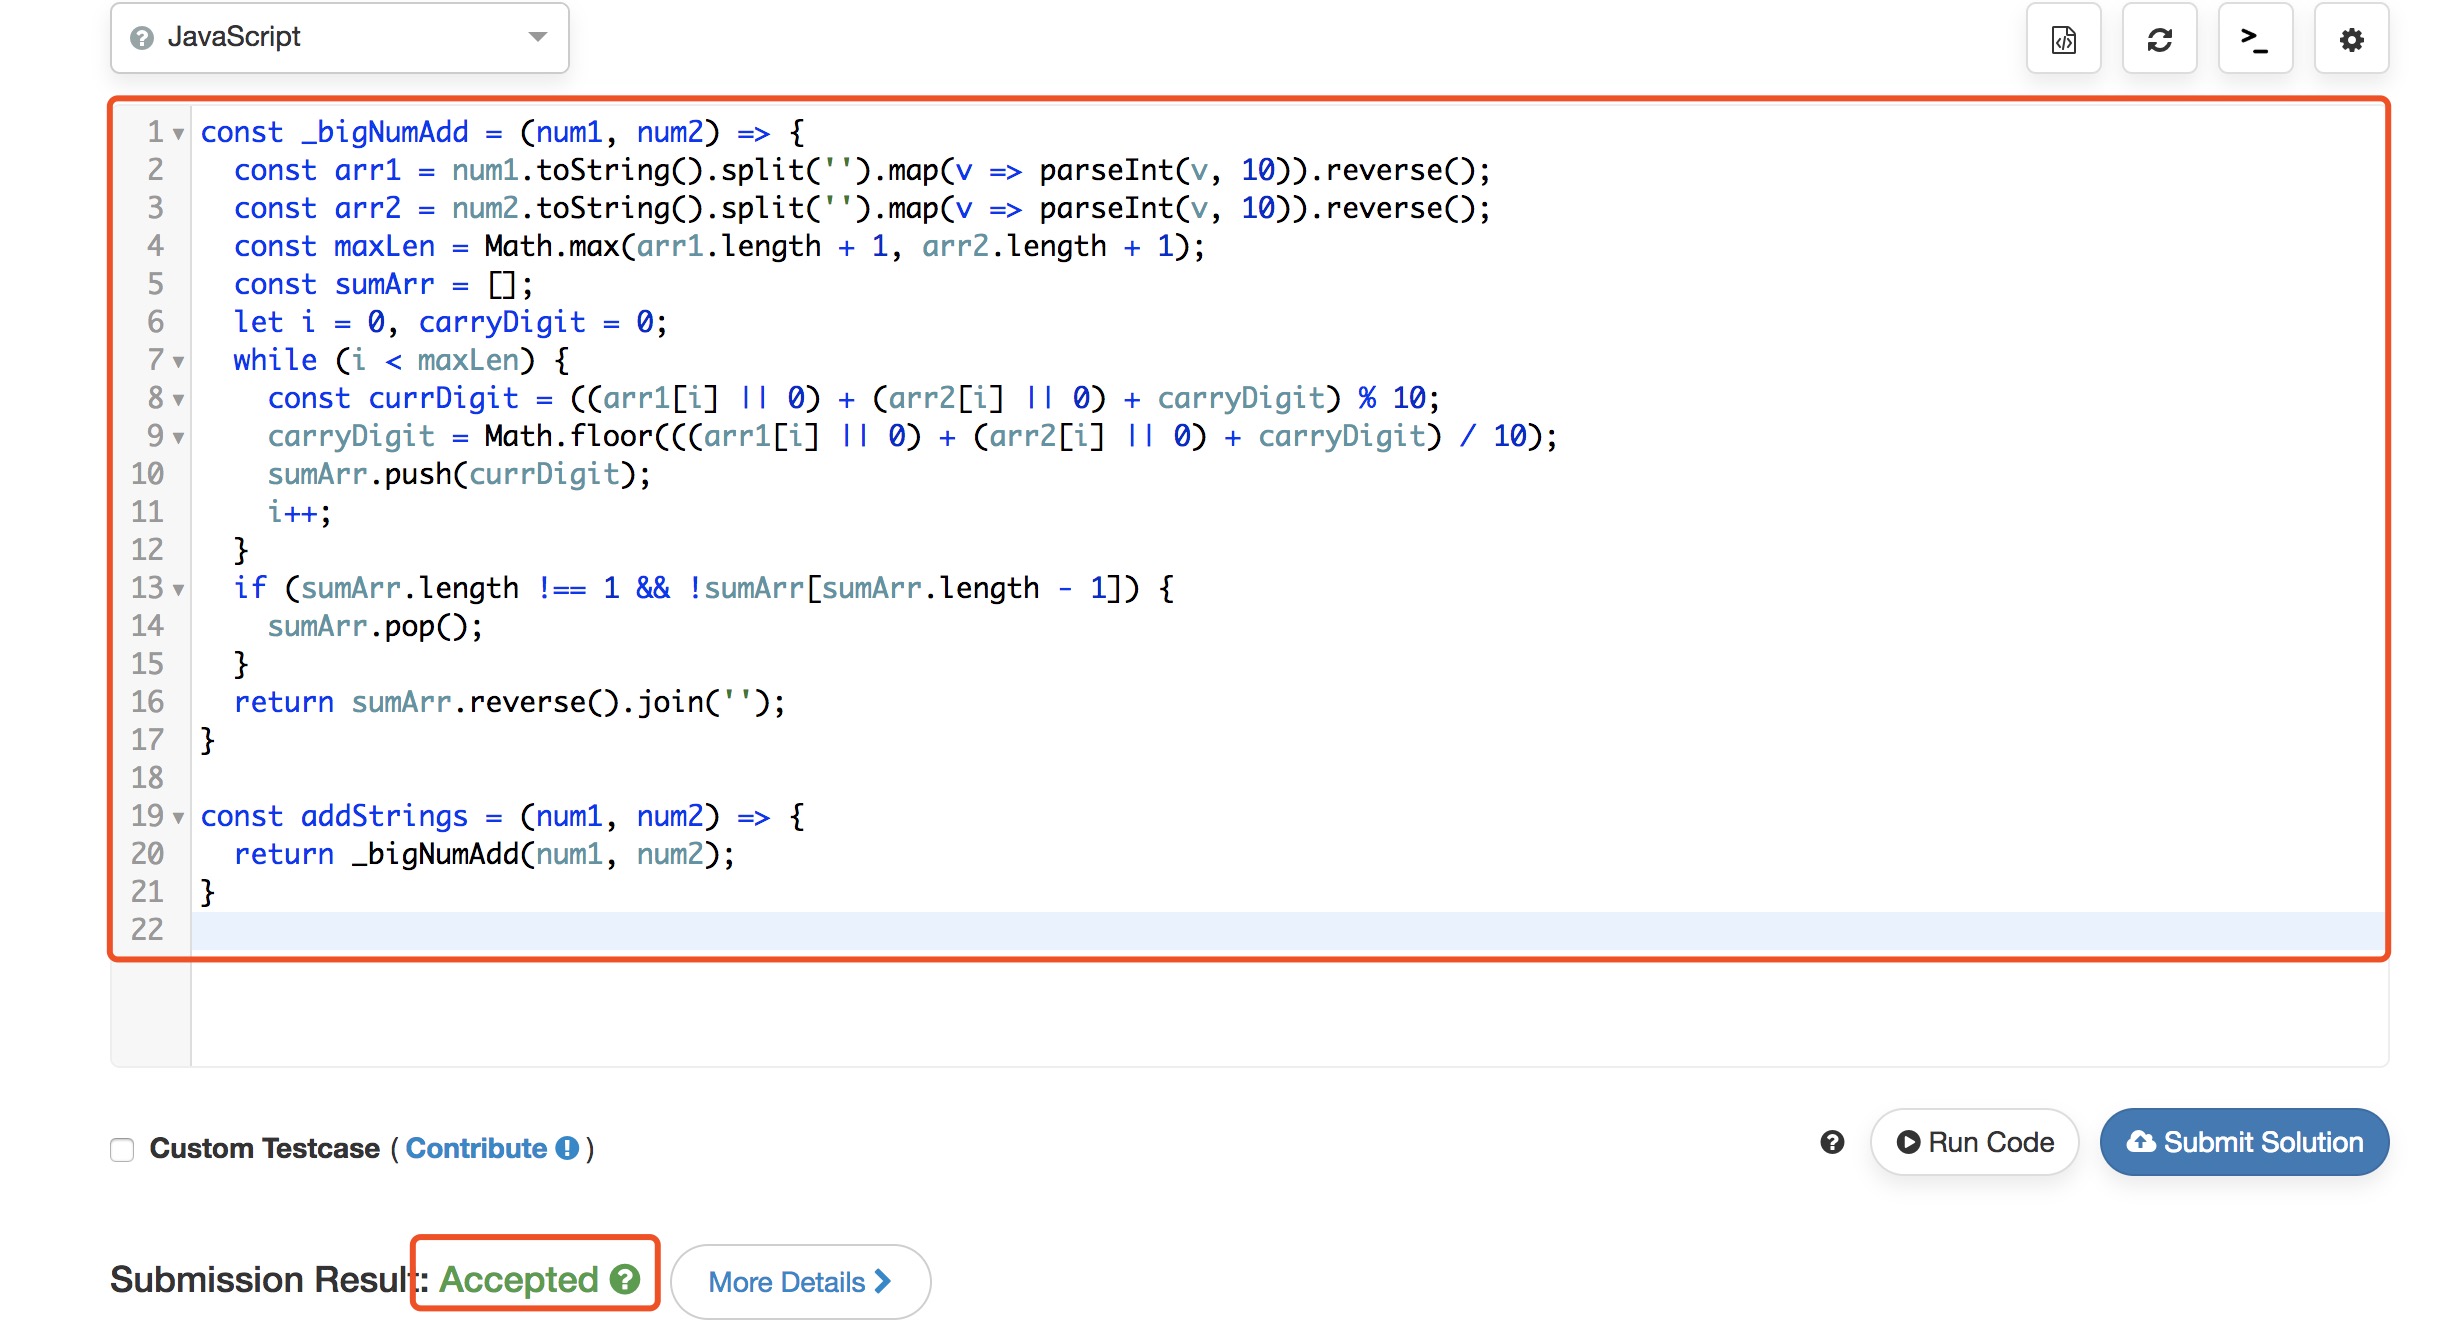 JavaScript
1 const _bigNumAdd = (num1, num2) => {
2   const arr1 = num1.toString().split('').map(v => parseInt(v, 10)).reverse();
3   const arr2 = num2.toString().split('').map(v => parseInt(v, 10)).reverse();
4   const maxLen = Math.max(arr1.length + 1, arr2.length + 1);
5   const sumArr = [];
6   let i = 0, carryDigit = 0;
7   while (i < maxLen) {
8     const currDigit = ((arr1[i] || 0) + (arr2[i] || 0) + carryDigit) % 10;
9     carryDigit = Math.floor(((arr1[i] || 0) + (arr2[i] || 0) + carryDigit) / 10);
10     sumArr.push(currDigit);
11     i++;
12   }
13   if (sumArr.length !== 1 && !sumArr[sumArr.length - 1]) {
14     sumArr.pop();
15   }
16   return sumArr.reverse().join('');
17 }
18
19 const addStrings = (num1, num2) => {
20   return _bigNumAdd(num1, num2);
21 }
22
Custom Testcase ( Contribute )
Run Code
Submit Solution
Submission Result: Accepted
More Details